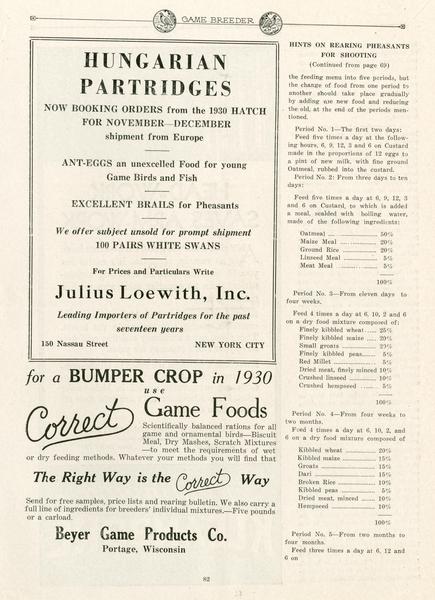 GAME BREEDER
HUNGARIAN
PARTRIDGES
NOW BOOKING ORDERS from the 1930 HATCH
FOR NOVEMBER—DECEMBER
shipment from Europe
ANT-EGGS an unexcelled Food for young
Game Birds and Fish
EXCELLENT BRAILS for Pheasants
We offer subject unsold for prompt shipment
100 PAIRS WHITE SWANS
For Prices and Particulars Write
Julius Loewith, Inc.
Leading Importers of Partridges for the past
seventeen years
150 Nassau Street NEW YORK CITY
for a BUMPER CROP in 1930
use
Correct Game Foods
Scientifically balanced rations for all
game and ornamental birds—Biscuit
Meal, Dry Mashes, Scratch Mixtures
—to meet the requirements of wet
or dry feeding methods. Whatever your methods you will find that
The Right Way is the Correct Way
Send for free samples, price lists and rearing bulletin. We also carry a
full line of ingredients for breeders' individual mixtures.—Five pounds
or a carload.
Beyer Game Products Co.
Portage, Wisconsin
HINTS ON REARING PHEASANTS
FOR SHOOTING
(Continued from page 69)
the feeding menu into five periods, but
the change of food from one period to
another should take place gradually
by adding the new food and reducing
the old, at the end of the periods men-
tioned.
Period No. 1—The first two days:
Feed five times a day at the follow-
ing hours, 6, 9, 12, 3 and 6 on Custard
made in the proportions of 12 eggs to
a pint of new milk, with fine ground
Oatmeal, rubbed into the custard.
Period No. 2: From three days to ten
days:
Feed five times a day at 6, 9, 12, 3
and 6 on Custard, to which is added
a meal, scalded with boiling water,
made of the following ingredients:
Oatmeal 50%
Maize Meal 20%
Ground Rice 20%
Linseed Meal 5%
Meat Meal 5%
100%
Period No. 3—From eleven days to
four weeks.
Feed 4 times a day at 6, 10, 2 and 6
on a dry food mixture composed of:
Finely kibbled wheat 25%
Finely kibbled maize 20%
Small groats 20%
Finely kibbled peas 5%
Red Millet 5%
Dried meat, finely minced 10%
Crushed linseed 10%
Crushed hempseed 5%
100%
Period No. 4—From four weeks to
two months.
Feed 4 times a day at 6, 10, 2, and
6 on a dry food mixture composed of
Kibbled wheat 20%
Kibbled maize 15%
Groats 15%
Dari 15%
Broken Rice 10%
Kibbled peas 5%
Dried meat, minced 10%
Hempseed 10%
100%
Period No. 5—From two months to
four months.
Feed three times a day at 6, 12 and 6
on
82